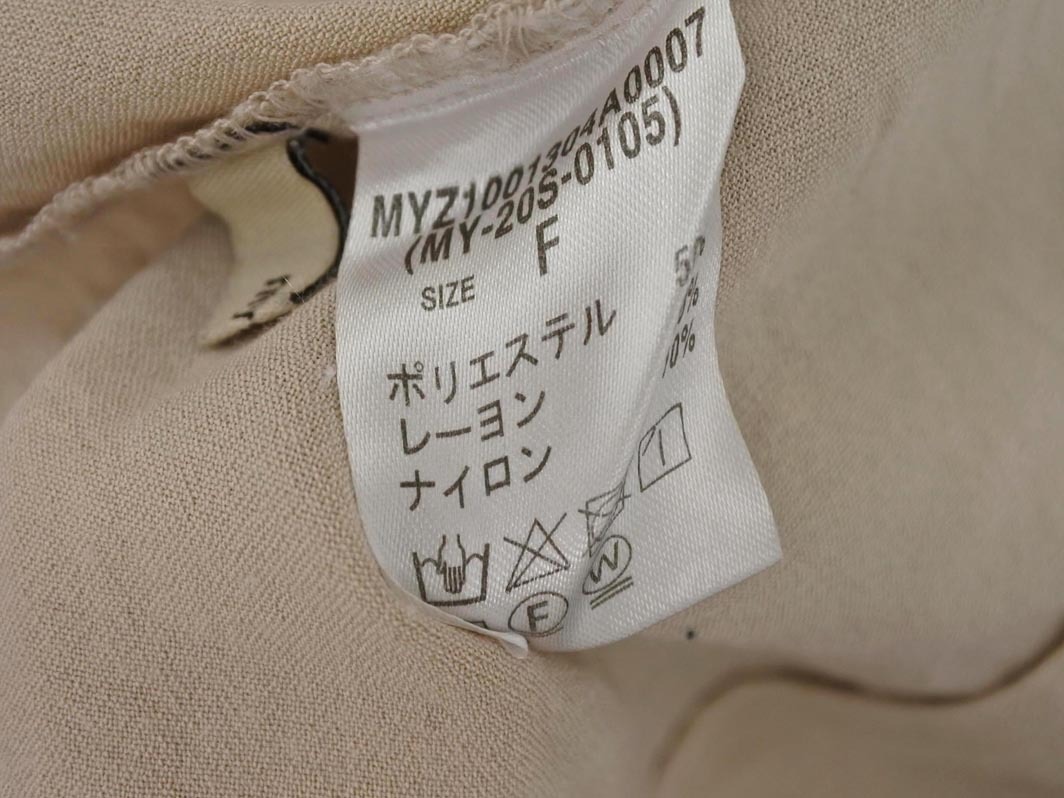 MYZ1001304A0007
(MY-20S-0105)
SIZE F
ポリエステル
レーヨン
ナイロン
F W